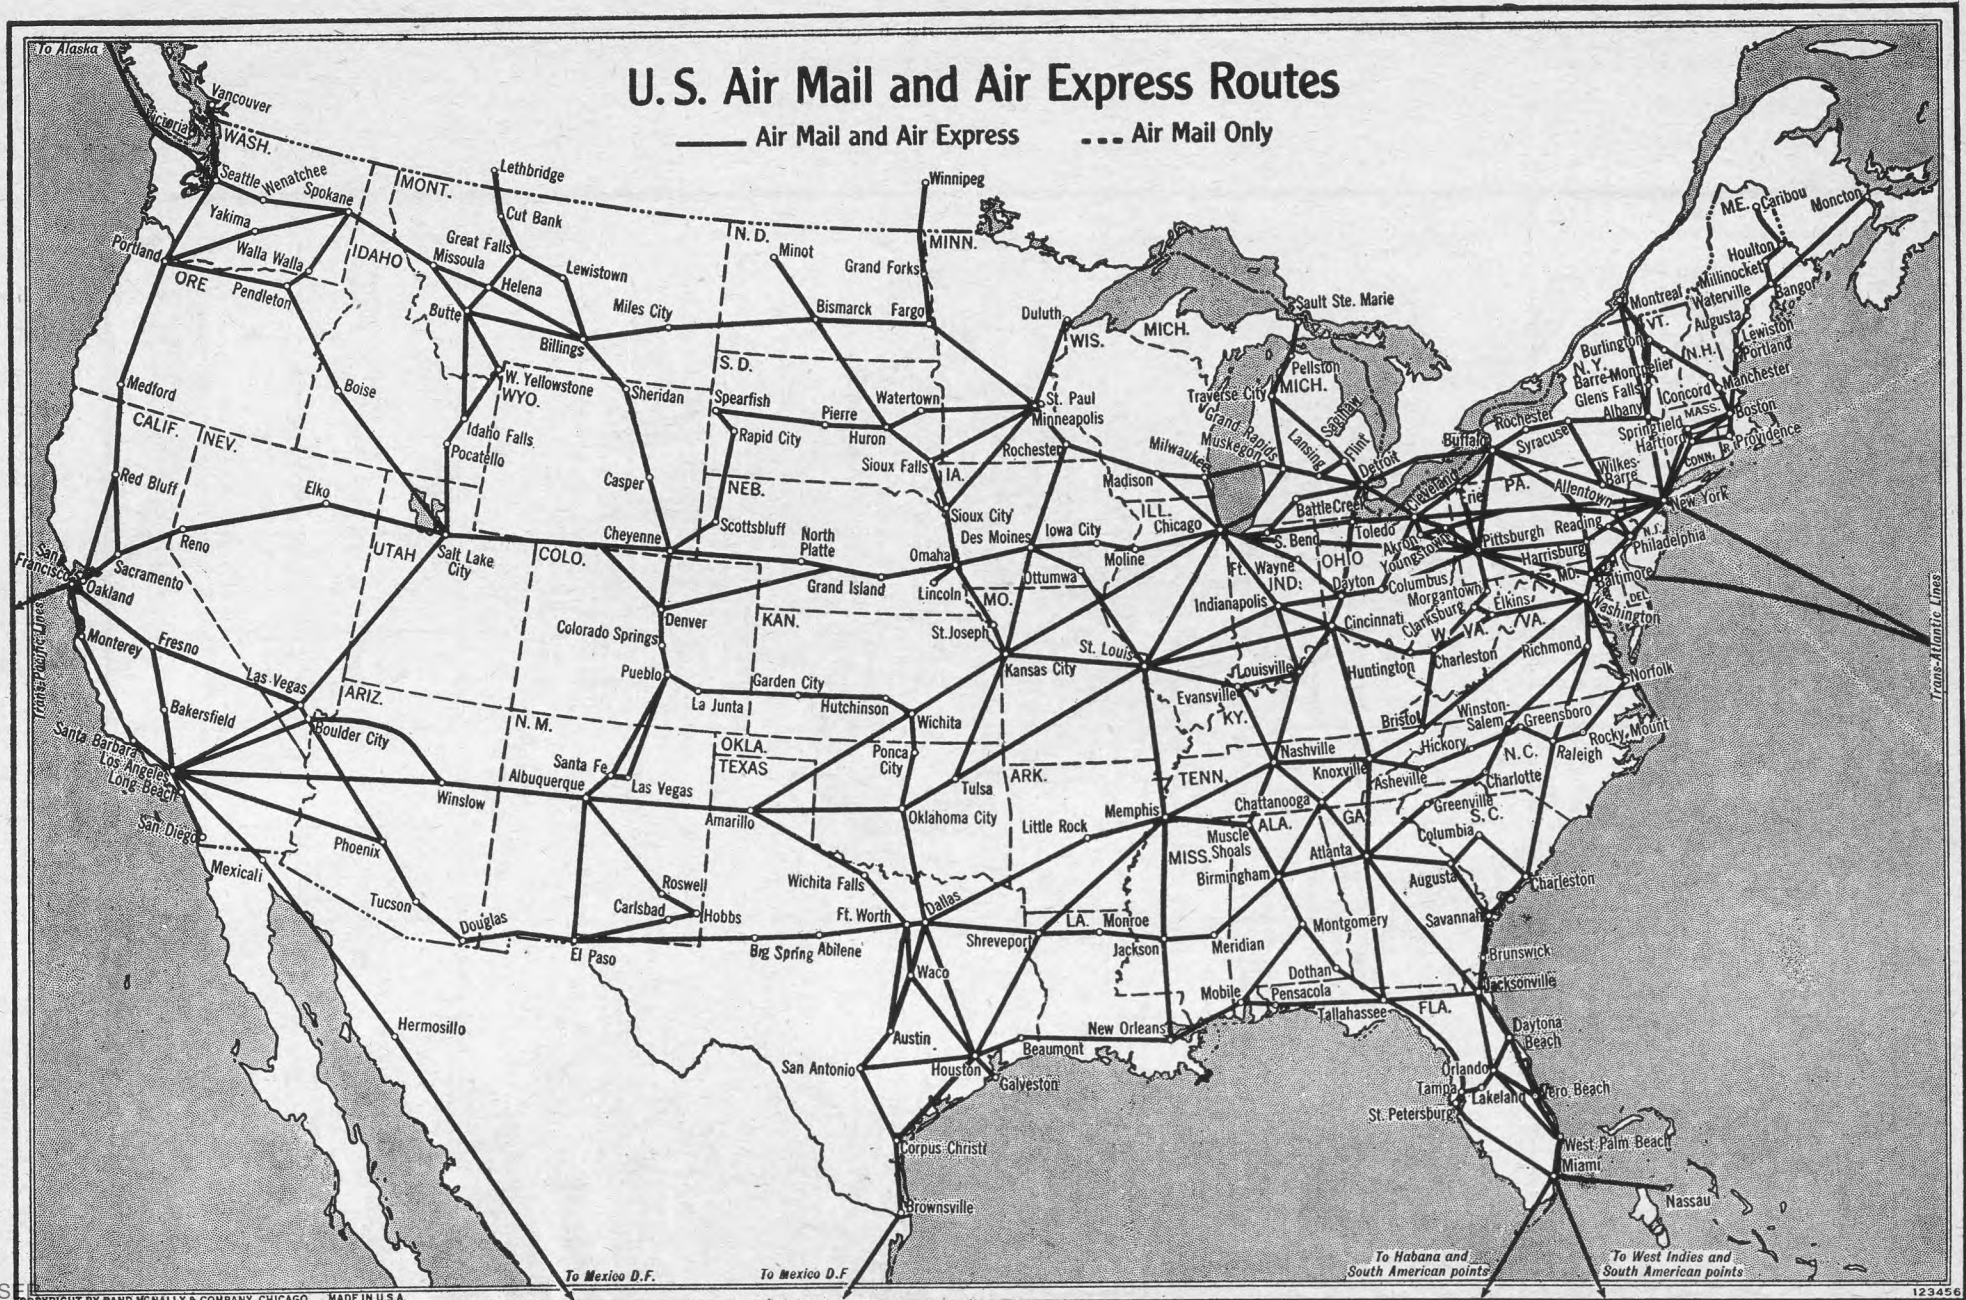 To Alaska
U.S. Air Mail and Air Express Routes
Air Mail and Air Express
Air Mail Only
Vancouver
WASH.
Seattle
Wenatchee
Spokane
Yakima
Walla Walla
Portland
ORE
Pendleton
IDAHO
MONT.
Lethbridge
Cut Bank
Great Falls
Missoula
Helena
Lewistown
Butte
Miles City
Billings
N. D.
Minot
Bismarck
Winnipeg
MINN.
Grand Forks
Fargo
Duluth
WIS.
MICH.
Sault Ste. Marie
Pellston
MICH.
Traverse City
ME.
Caribou
Moncton
Houlton
Millinocket
Bangor
Waterville
Augusta
Lewiston
Portland
Montreal
VT.
Burlington
N.H.
N. Y.
Barre-Montpelier
Glens Falls
Concord
Manchester
Albany
MASS.
Boston
Springfield
Hartford
Providence
CONN.
R.
Rochester
Syracuse
Buffalo
Medford
CALIF.
NEV.
Boise
W. Yellowstone
WYO.
Idaho Falls
Pocatello
Sheridan
Casper
S. D.
Spearfish
Rapid City
Pierre
Huron
Watertown
St. Paul
Minneapolis
Rochester
Sioux Falls
IA.
Milwaukee
Madison
Muskegon
Grand Rapids
Lansing
Saginaw
Flint
Detroit
Red Bluff
Reno
Elko
UTAH
Salt Lake
City
Sacramento
San
Francisco
Oakland
COLO.
Cheyenne
NEB.
Scottsbluff
North
Platte
Grand Island
Lincoln
Omaha
Sioux City
Des Moines
Iowa City
Moline
Ottumwa
MO.
ILL.
Chicago
S. Bend
Battle Creek
Toledo
Cleveland
Erie
PA.
Akron
Youngstown
Pittsburgh
Wilkes-
Barre
Allentown
Reading
Harrisburg
New York
N.J.
Philadelphia
MD.
Baltimore
DEL.
Washington
Ft. Wayne
IND.
OHIO
Dayton
Columbus
Indianapolis
Cincinnati
Morgantown
Clarksburg
Elkins
W. VA.
VA.
Charleston
Huntington
Richmond
Norfolk
Monterey
Fresno
Bakersfield
Las Vegas
Boulder City
ARIZ.
Denver
Colorado Springs
Pueblo
La Junta
Garden City
Hutchinson
KAN.
Wichita
St. Joseph
Kansas City
St. Louis
Evansville
Louisville
KY.
Bristol
Winston-
Salem
Greensboro
Rocky Mount
Raleigh
Hickory
N. C.
Charlotte
Asheville
Knoxville
Nashville
TENN.
Chattanooga
Greenville
S. C.
Columbia
Santa Barbara
Los Angeles
Long Beach
San Diego
Mexicali
Phoenix
Tucson
Douglas
Winslow
N. M.
Santa Fe
Albuquerque
Las Vegas
OKLA.
TEXAS
Ponca
City
Amarillo
Oklahoma City
Tulsa
ARK.
Little Rock
Memphis
Muscle
Shoals
ALA.
GA.
MISS.
Birmingham
Atlanta
Augusta
Charleston
Savannah
Roswell
Carlsbad
Hobbs
El Paso
Big Spring
Abilene
Wichita Falls
Ft. Worth
Dallas
Shreveport
LA.
Monroe
Jackson
Meridian
Montgomery
Dothan
Brunswick
Jacksonville
Mobile
Pensacola
Tallahassee
FLA.
Daytona
Beach
Waco
Austin
San Antonio
Houston
Galveston
Beaumont
New Orleans
Orlando
Tampa
Lakeland
Vero Beach
St. Petersburg
West Palm Beach
Miami
Nassau
Hermosillo
Corpus Christi
Brownsville
Trans-Pacific Lines
Trans-Atlantic Lines
To Mexico D.F.
To Mexico D.F
To Habana and
South American points
To West Indies and
South American points
COPYRIGHT BY RAND MCNALLY & COMPANY, CHICAGO MADE IN U.S.A.
123456